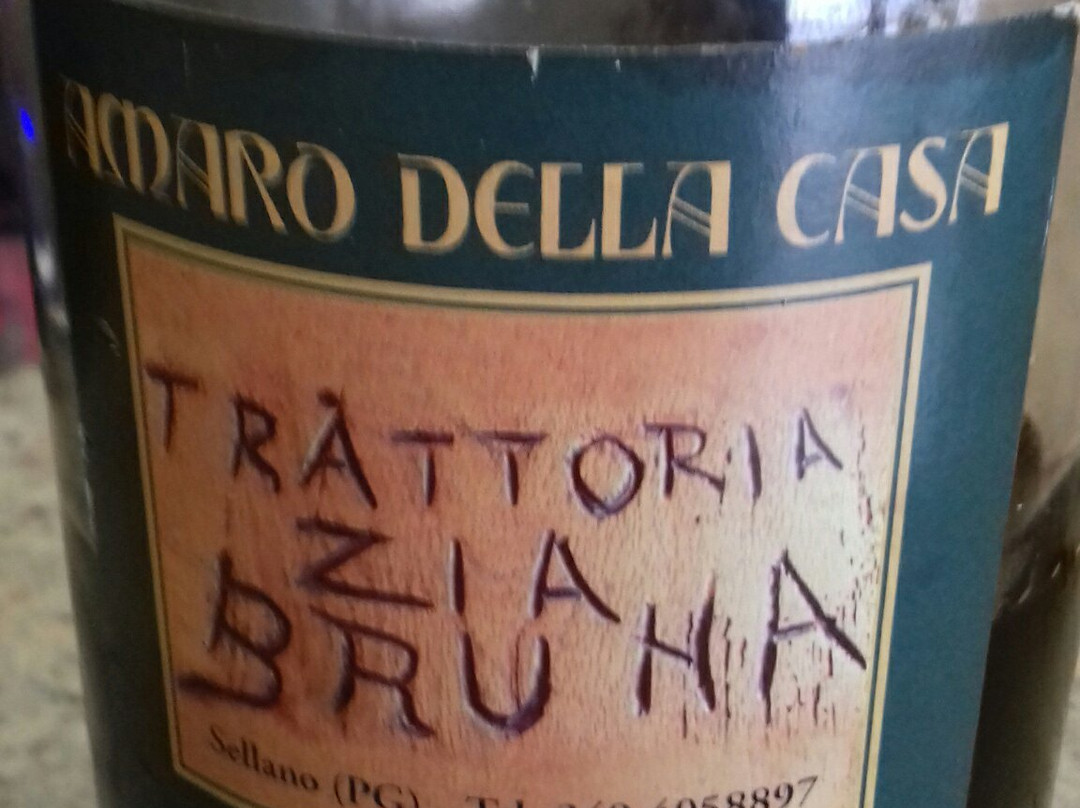 AMARO DELLA CASA
TRATTORIA
ZIA
BRUNA
Sellano (PG)